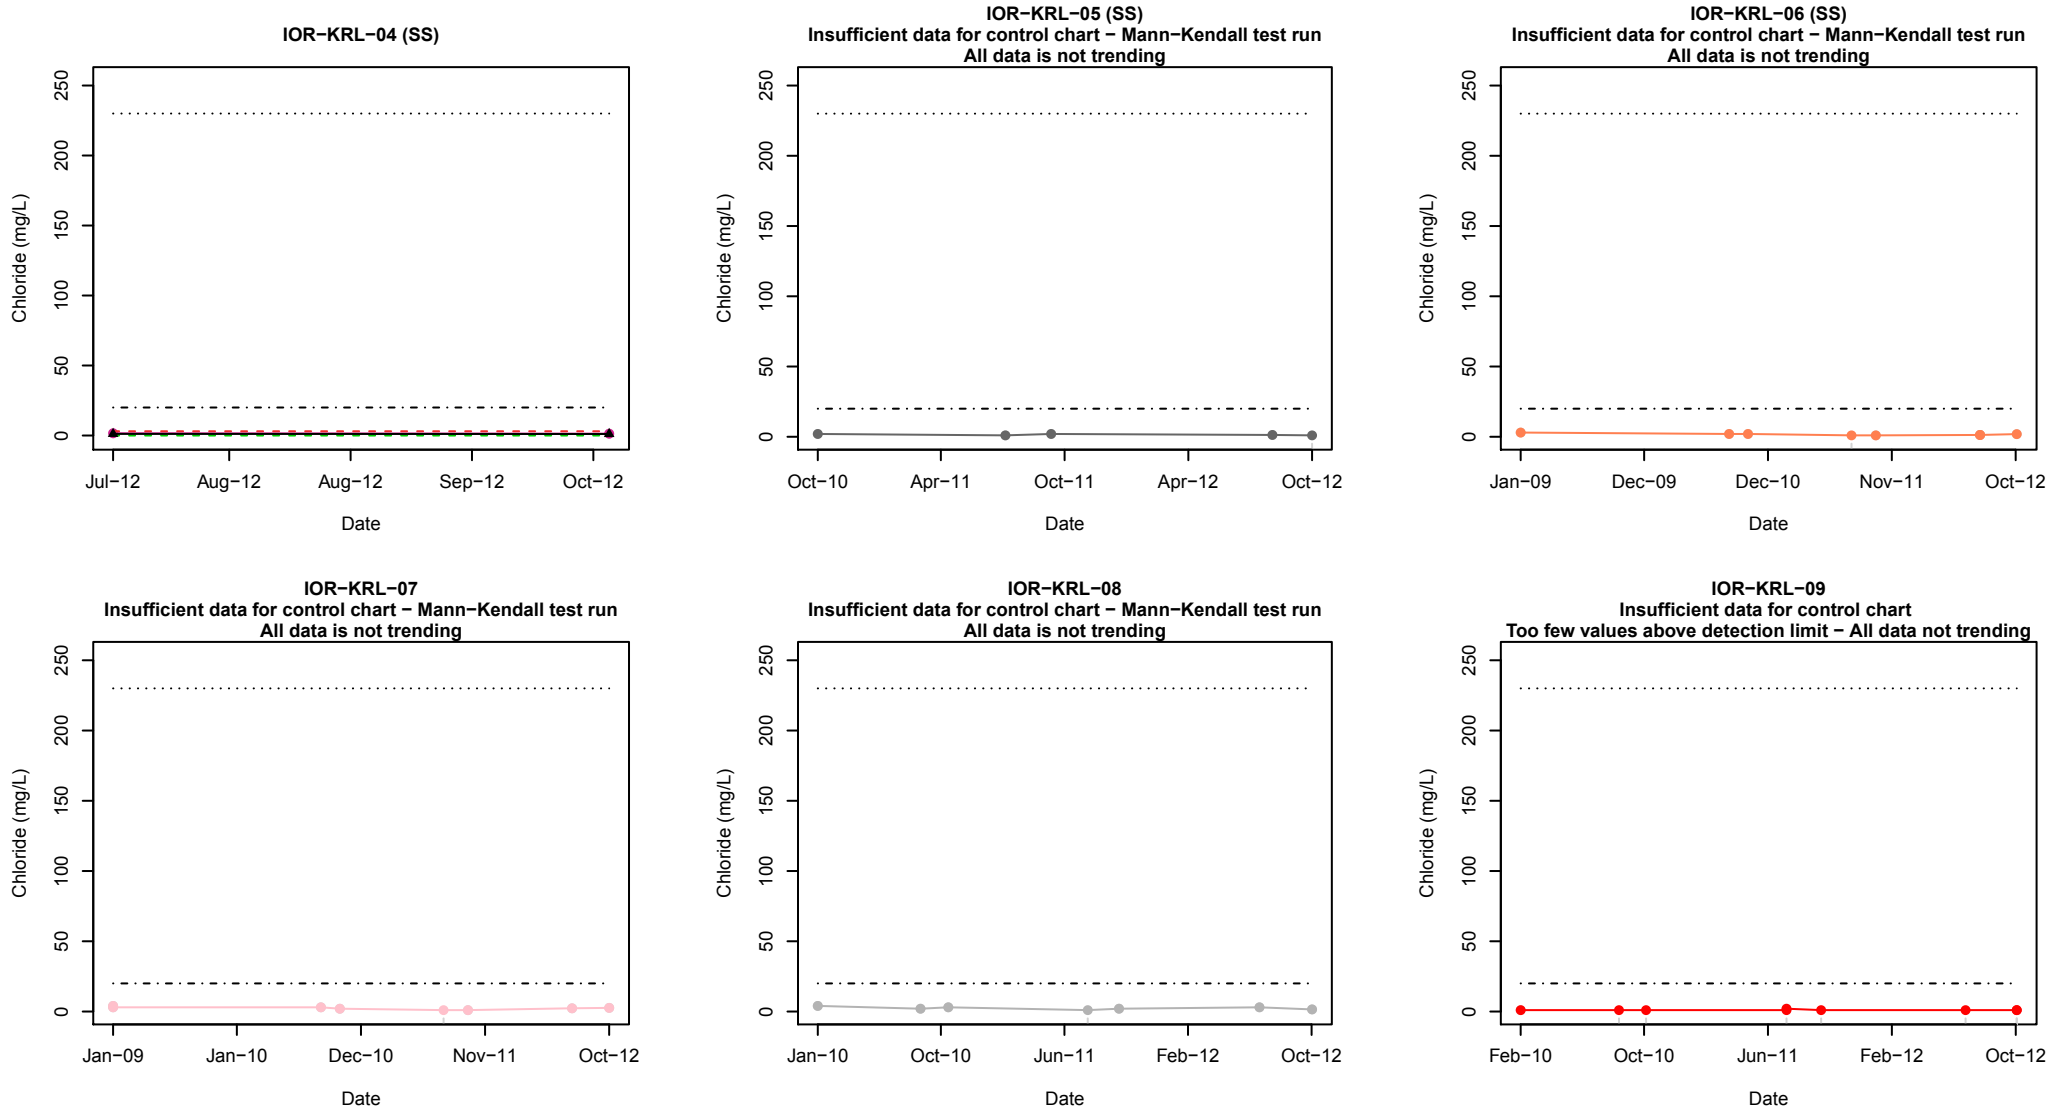 IOR−KRL−04 (SS)
250
200
150
100
50
0
Chloride (mg/L)
Jul−12 Aug−12 Aug−12 Sep−12 Oct−12
Date
IOR−KRL−05 (SS)
Insufficient data for control chart − Mann−Kendall test run
All data is not trending
250
200
150
100
50
0
Chloride (mg/L)
Oct−10 Apr−11 Oct−11 Apr−12 Oct−12
Date
IOR−KRL−06 (SS)
Insufficient data for control chart − Mann−Kendall test run
All data is not trending
250
200
150
100
50
0
Chloride (mg/L)
Jan−09 Dec−09 Dec−10 Nov−11 Oct−12
Date
IOR−KRL−07
Insufficient data for control chart − Mann−Kendall test run
All data is not trending
250
200
150
100
50
0
Chloride (mg/L)
Jan−09 Jan−10 Dec−10 Nov−11 Oct−12
Date
IOR−KRL−08
Insufficient data for control chart − Mann−Kendall test run
All data is not trending
250
200
150
100
50
0
Chloride (mg/L)
Jan−10 Oct−10 Jun−11 Feb−12 Oct−12
Date
IOR−KRL−09
Insufficient data for control chart
Too few values above detection limit − All data not trending
250
200
150
100
50
0
Chloride (mg/L)
Feb−10 Oct−10 Jun−11 Feb−12 Oct−12
Date